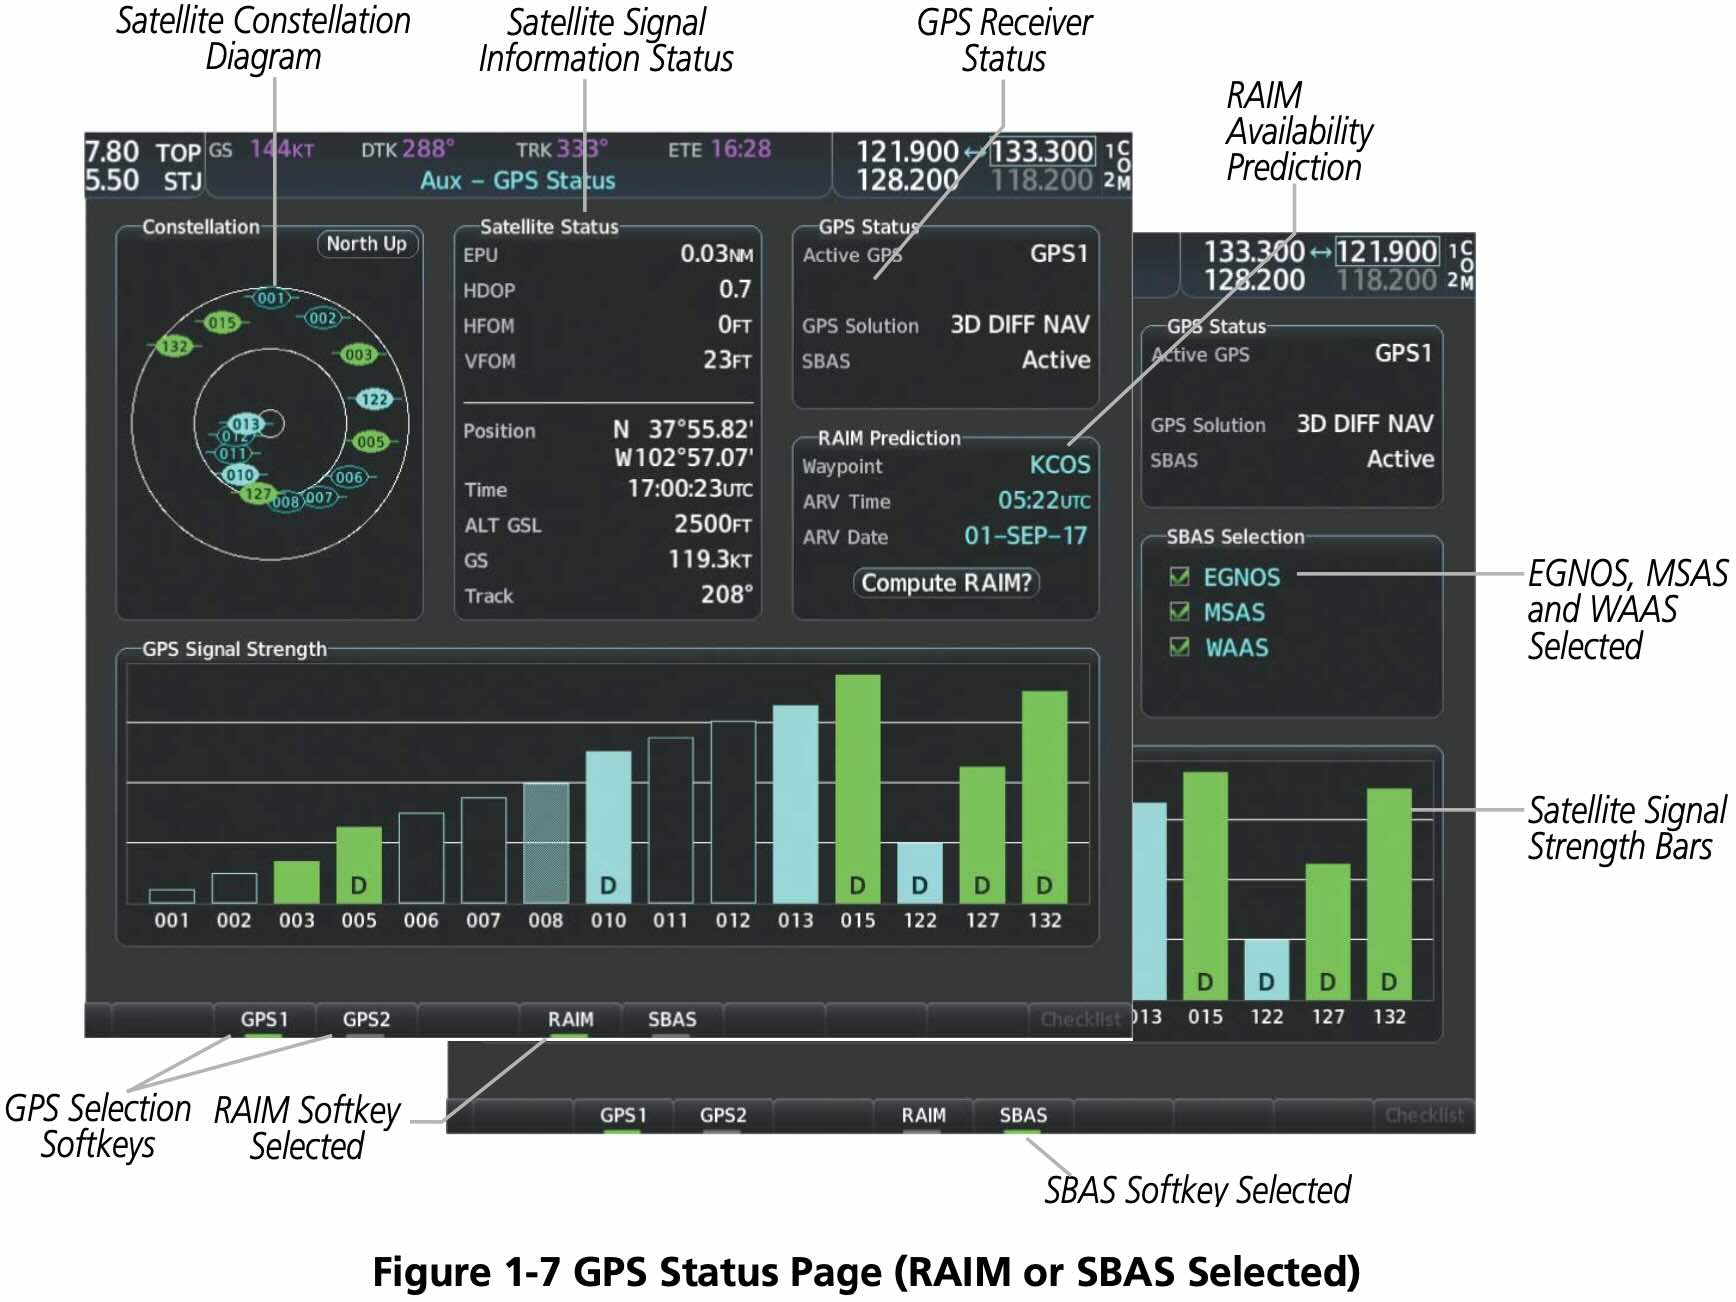 Satellite Constellation
Diagram
Satellite Signal
Information Status
GPS Receiver
Status
RAIM
Availability
Prediction
7.80 TOP
5.50 STJ
GS 144KT DTK 288° TRK 333° ETE 16:28
Aux – GPS Status
121.900 ↔ 133.300 1 COM
128.200 118.200 2
Constellation
North Up
001
002
015
132
003
122
005
013
012
011
010
127
008
007
006
Satellite Status
EPU 0.03NM
HDOP 0.7
HFOM 0FT
VFOM 23FT
Position N 37°55.82'
W102°57.07'
Time 17:00:23UTC
ALT GSL 2500FT
GS 119.3KT
Track 208°
GPS Status
Active GPS GPS1
GPS Solution 3D DIFF NAV
SBAS Active
RAIM Prediction
Waypoint KCOS
ARV Time 05:22UTC
ARV Date 01–SEP–17
Compute RAIM?
GPS Signal Strength
D D D D D D
001 002 003 005 006 007 008 010 011 012 013 015 122 127 132
GPS1 GPS2 RAIM SBAS Checklist
133.300 ↔ 121.900 1 COM
128.200 118.200 2
GPS Status
Active GPS GPS1
GPS Solution 3D DIFF NAV
SBAS Active
SBAS Selection
EGNOS
MSAS
WAAS
EGNOS, MSAS
and WAAS
Selected
Satellite Signal
Strength Bars
D D D D
013 015 122 127 132
GPS1 GPS2 RAIM SBAS Checklist
GPS Selection
Softkeys
RAIM Softkey
Selected
SBAS Softkey Selected
Figure 1-7 GPS Status Page (RAIM or SBAS Selected)